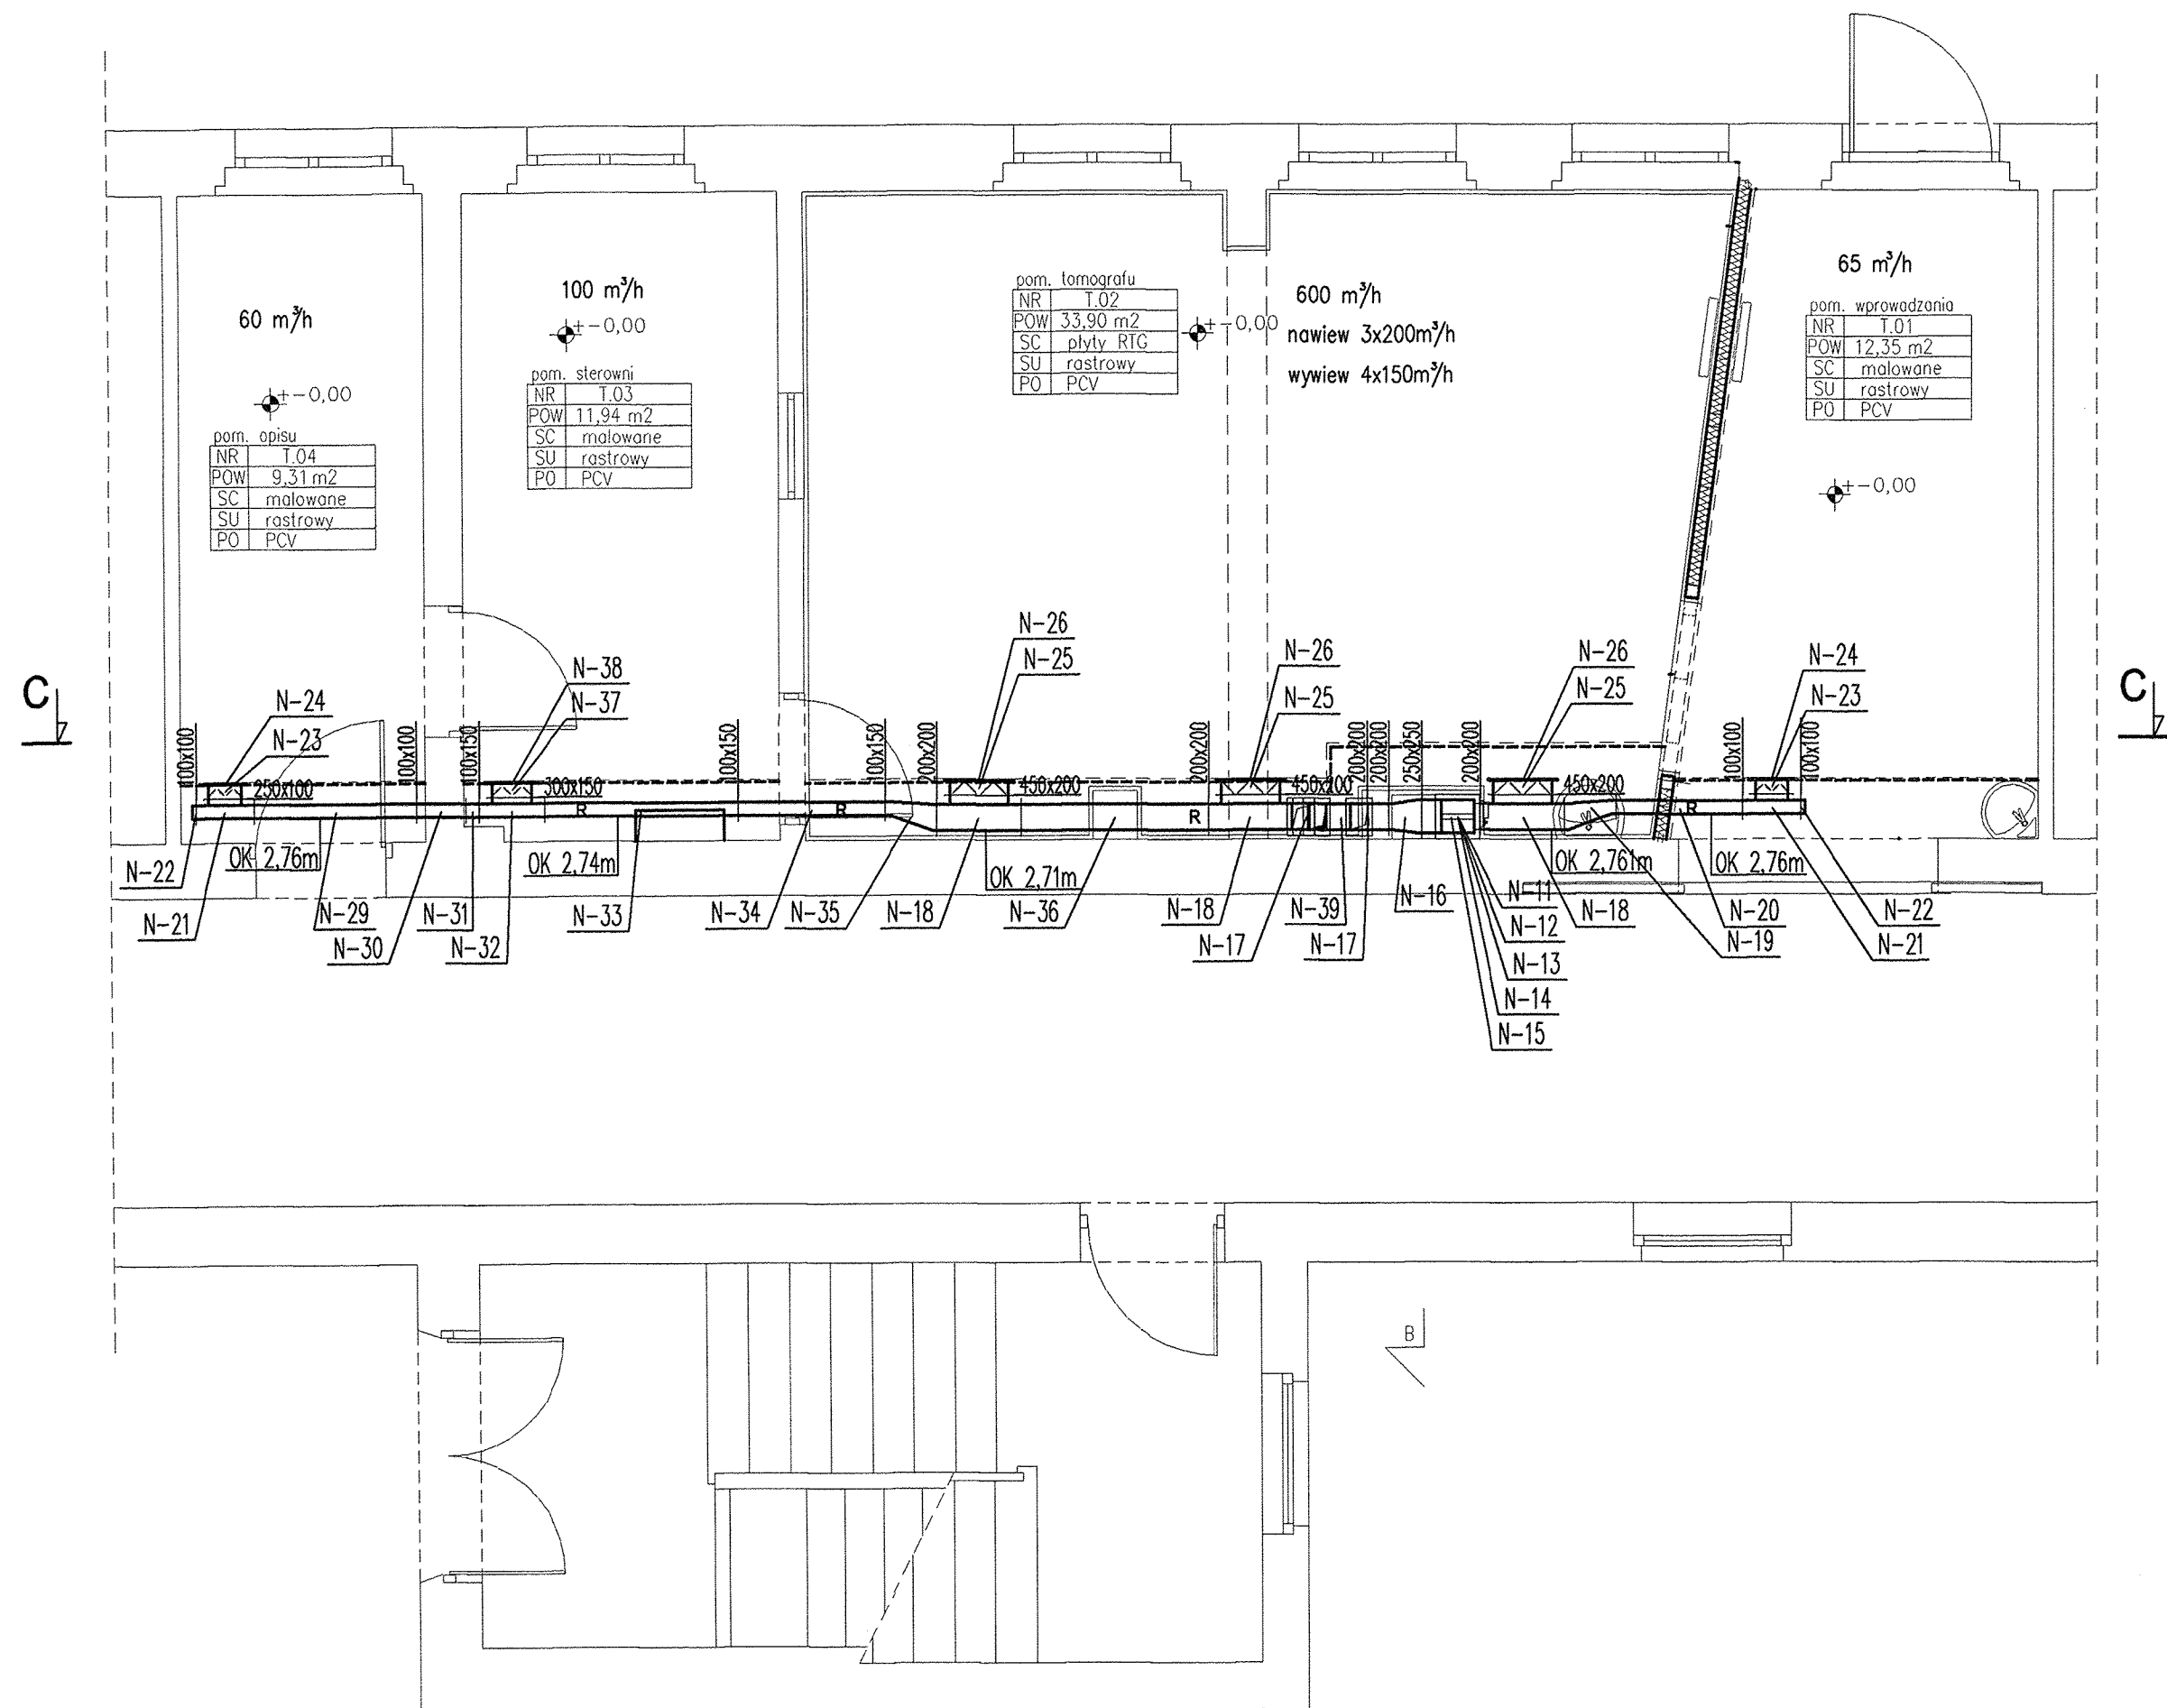 60 m³/h
+-0,00
pom. opisu
NR T.04
POW 9,31 m2
SC malowane
SU rastrowy
PO PCV
100 m³/h
+-0,00
pom. sterowni
NR T.03
POW 11,94 m2
SC malowane
SU rastrowy
PO PCV
pom. tomografu
NR T.02
POW 33,90 m2
SC płyty RTG
SU rastrowy
PO PCV
+-0,00
600 m³/h
nawiew 3x200m³/h
wywiew 4x150m³/h
65 m³/h
pom. wprowadzania
NR T.01
POW 12,35 m2
SC malowane
SU rastrowy
PO PCV
+-0,00
C
C
N-24
N-23
N-38
N-37
N-26
N-25
N-26
N-25
N-26
N-25
N-24
N-23
100x100
100x100
100x150
100x150
100x150
200x200
200x200
200x200
200x200
250x250
200x200
100x100
100x100
250x100
300x150
450x200
450x200
450x200
R
R
R
R
OK 2,76m
OK 2,74m
OK 2,71m
OK 2,761m
OK 2,76m
N-22
N-21
N-29
N-30
N-31
N-32
N-33
N-34
N-35
N-18
N-36
N-18
N-17
N-39
N-17
N-16
N-11
N-12
N-13
N-14
N-15
N-18
N-19
N-20
N-21
N-22
B